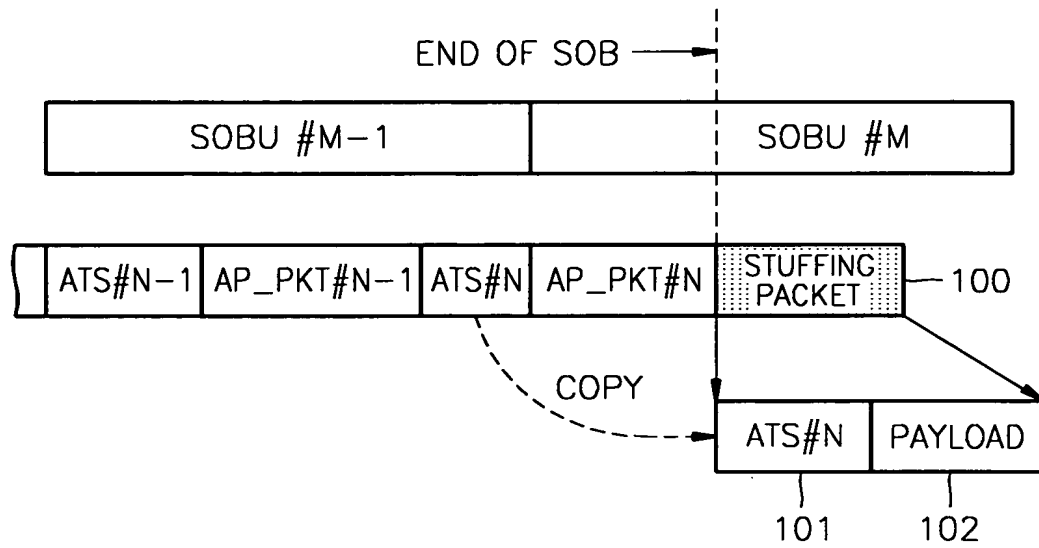 END OF SOB
SOBU #M-1
SOBU #M
ATS#N-1
AP_PKT#N-1
ATS#N
AP_PKT#N
STUFFING
PACKET
100
COPY
ATS#N
PAYLOAD
101
102